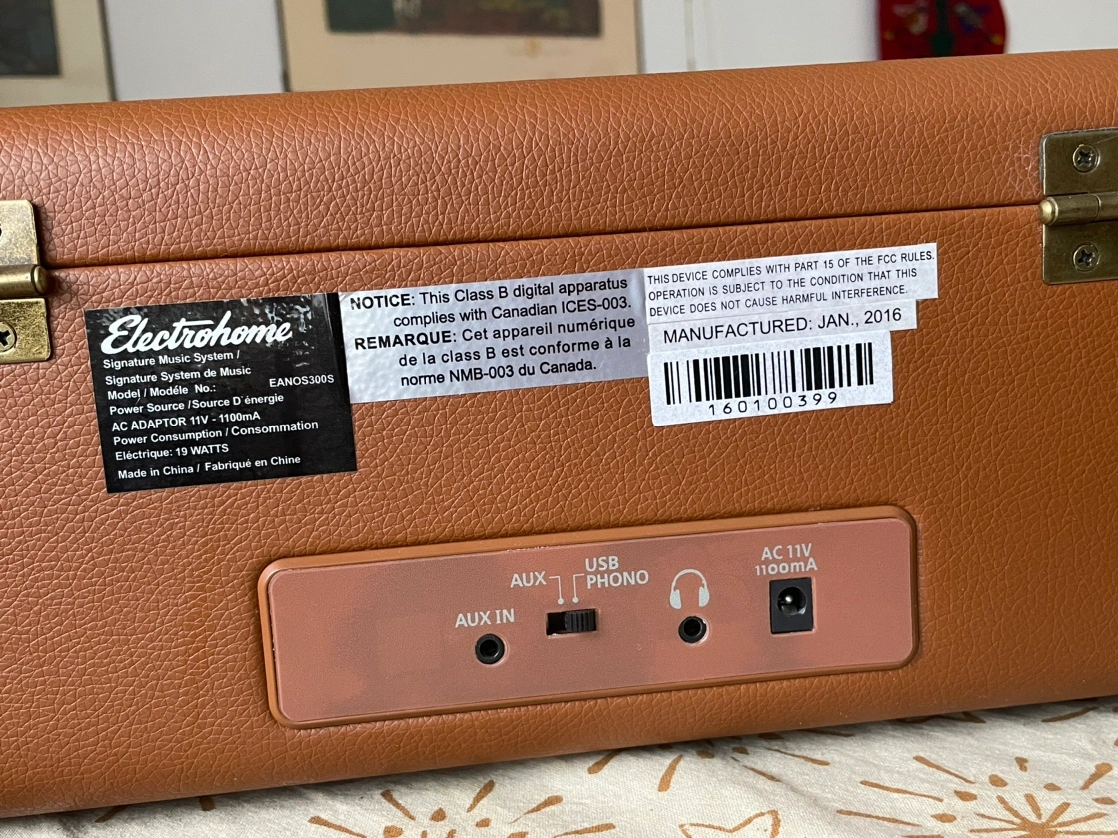 Electrohome
Signature Music System /
Signature System de Music
Model / Modéle No.: EANOS300S
Power Source / Source D'énergie
AC ADAPTOR 11V - 1100mA
Power Consumption / Consommation
Eléctrique: 19 WATTS
Made in China / Fabriqué en Chine
NOTICE: This Class B digital apparatus
complies with Canadian ICES-003.
REMARQUE: Cet appareil numérique
de la class B est conforme à la
norme NMB-003 du Canada.
THIS DEVICE COMPLIES WITH PART 15 OF THE FCC RULES.
OPERATION IS SUBJECT TO THE CONDITION THAT THIS
DEVICE DOES NOT CAUSE HARMFUL INTERFERENCE.
MANUFACTURED: JAN., 2016
160100399
AUX IN
AUX
USB
PHONO
AC 11V
1100mA